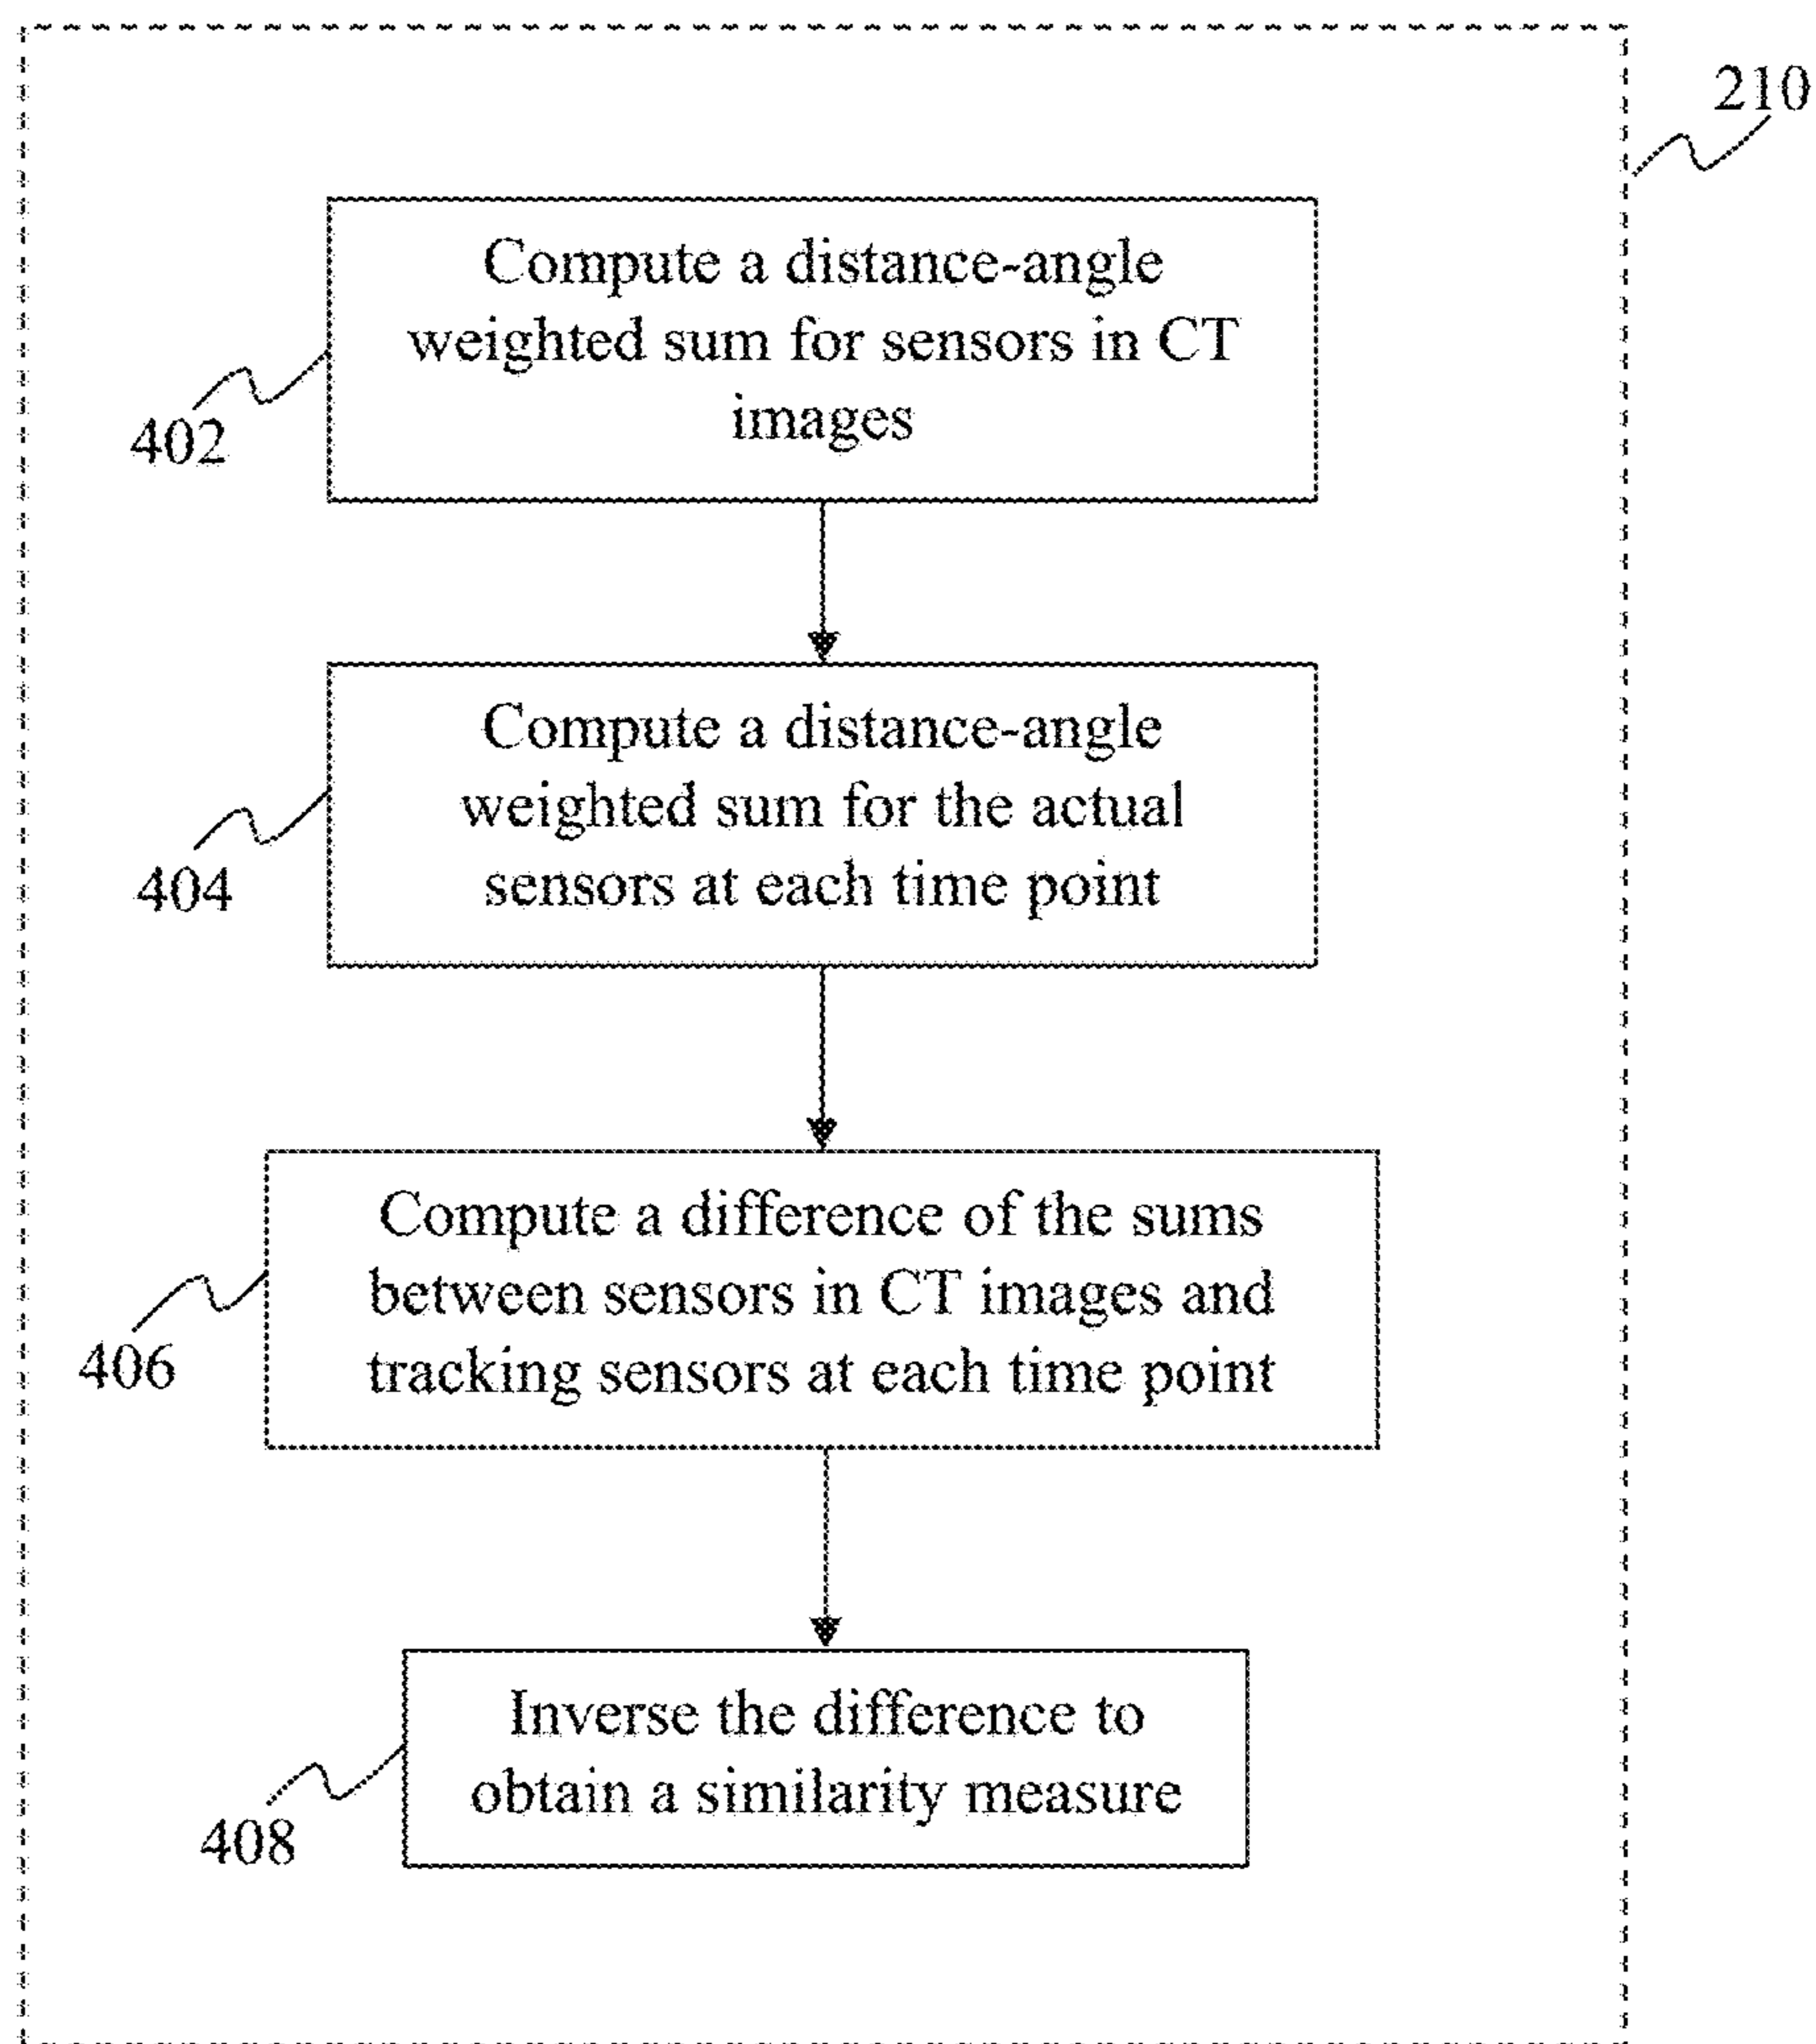 210
Compute a distance-angle
weighted sum for sensors in CT
images
402
Compute a distance-angle
weighted sum for the actual
sensors at each time point
404
Compute a difference of the sums
between sensors in CT images and
tracking sensors at each time point
406
Inverse the difference to
obtain a similarity measure
408